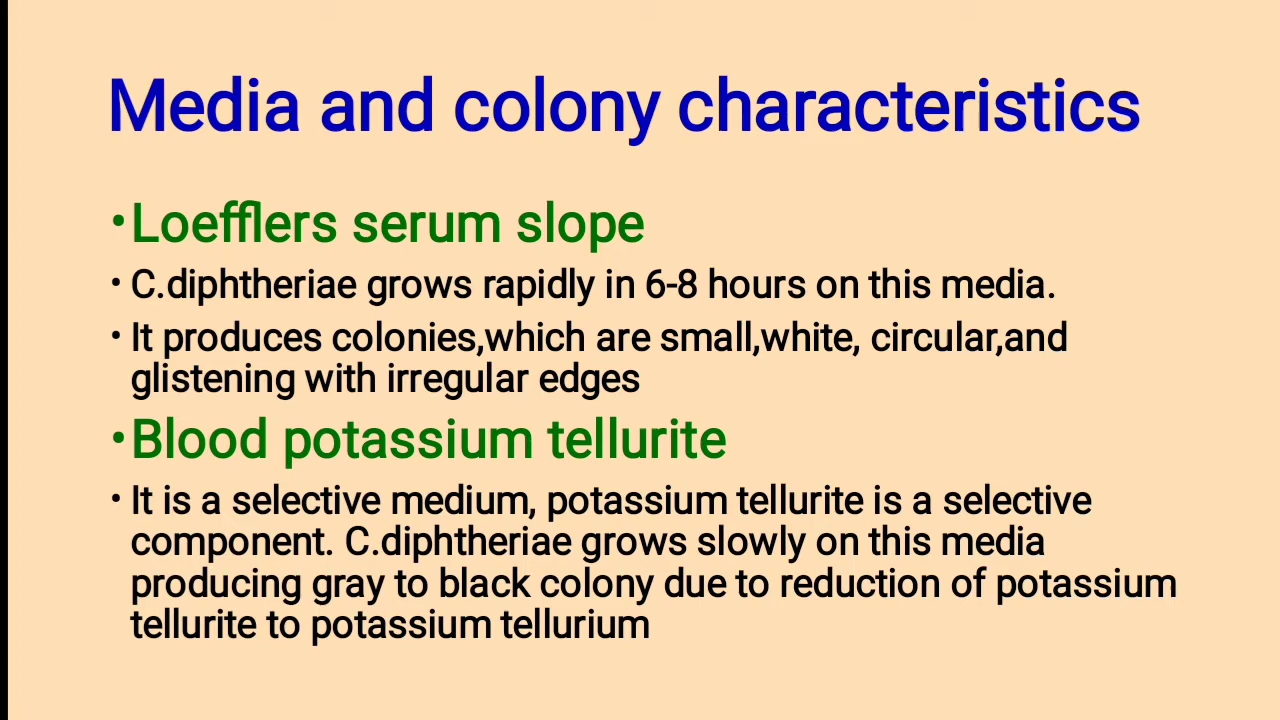 Media and colony characteristics
•Loefflers serum slope
• C.diphtheriae grows rapidly in 6-8 hours on this media.
• It produces colonies,which are small,white, circular,and
glistening with irregular edges
•Blood potassium tellurite
• It is a selective medium, potassium tellurite is a selective
component. C.diphtheriae grows slowly on this media
producing gray to black colony due to reduction of potassium
tellurite to potassium tellurium